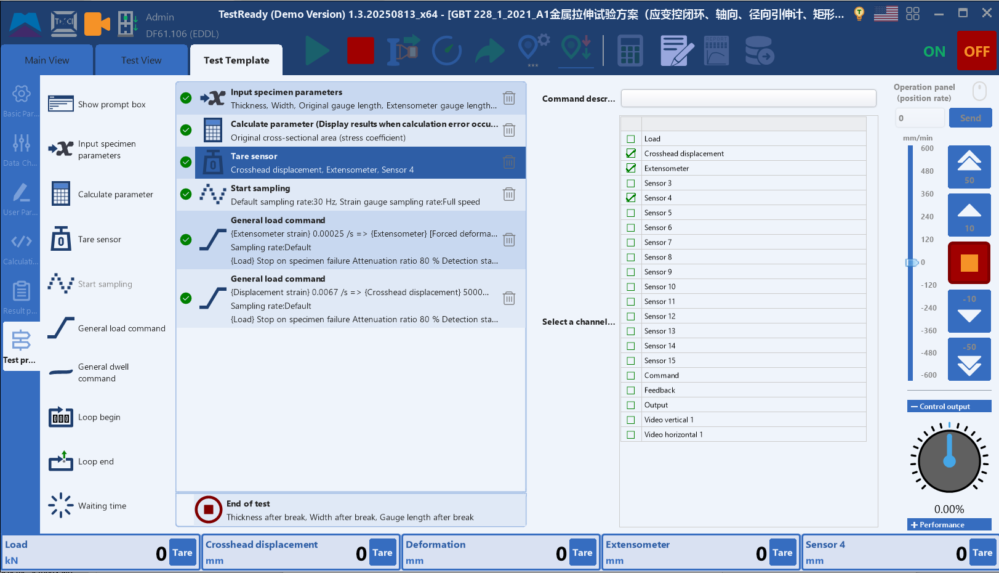 TestReady (Demo Version) 1.3.20250813_x64 - [GBT 228_1_2021_A1金属拉伸试验方案（应变控闭环、轴向、径向引伸计、矩形...
Admin
DF61.106 (EDDL)
Main View
Test View
Test Template
REPORT
ON
OFF
Basic Par...
Data Ch...
User Par...
Calculati...
Result p...
Test pr...
Show prompt box
Input specimen
parameters
Calculate parameter
Tare sensor
Start sampling
General load command
General dwell
command
Loop begin
Loop end
Waiting time
Input specimen parameters
Thickness, Width, Original gauge length, Extensometer gauge length...
Calculate parameter (Display results when calculation error occu...
Original cross-sectional area (stress coefficient)
Tare sensor
Crosshead displacement, Extensometer, Sensor 4
Start sampling
Default sampling rate:30 Hz, Strain gauge sampling rate:Full speed
General load command
{Extensometer strain} 0.00025 /s => {Extensometer} [Forced deforma...
Sampling rate:Default
{Load} Stop on specimen failure Attenuation ratio 80 % Detection sta...
General load command
{Displacement strain} 0.0067 /s => {Crosshead displacement} 5000...
Sampling rate:Default
{Load} Stop on specimen failure Attenuation ratio 80 % Detection sta...
End of test
Thickness after break, Width after break, Gauge length after break
Command descr...
Select a channel...
Load
Crosshead displacement
Extensometer
Sensor 3
Sensor 4
Sensor 5
Sensor 6
Sensor 7
Sensor 8
Sensor 9
Sensor 10
Sensor 11
Sensor 12
Sensor 13
Sensor 14
Sensor 15
Command
Feedback
Output
Video vertical 1
Video horizontal 1
Operation panel
(position rate)
0
Send
mm/min
600
480
360
240
120
0
-120
-240
-360
-480
-600
50
10
-10
-50
Control output
0.00%
Performance
Load
kN
0
Tare
Crosshead displacement
mm
0
Tare
Deformation
mm
0
Tare
Extensometer
mm
0
Tare
Sensor 4
mm
0
Tare